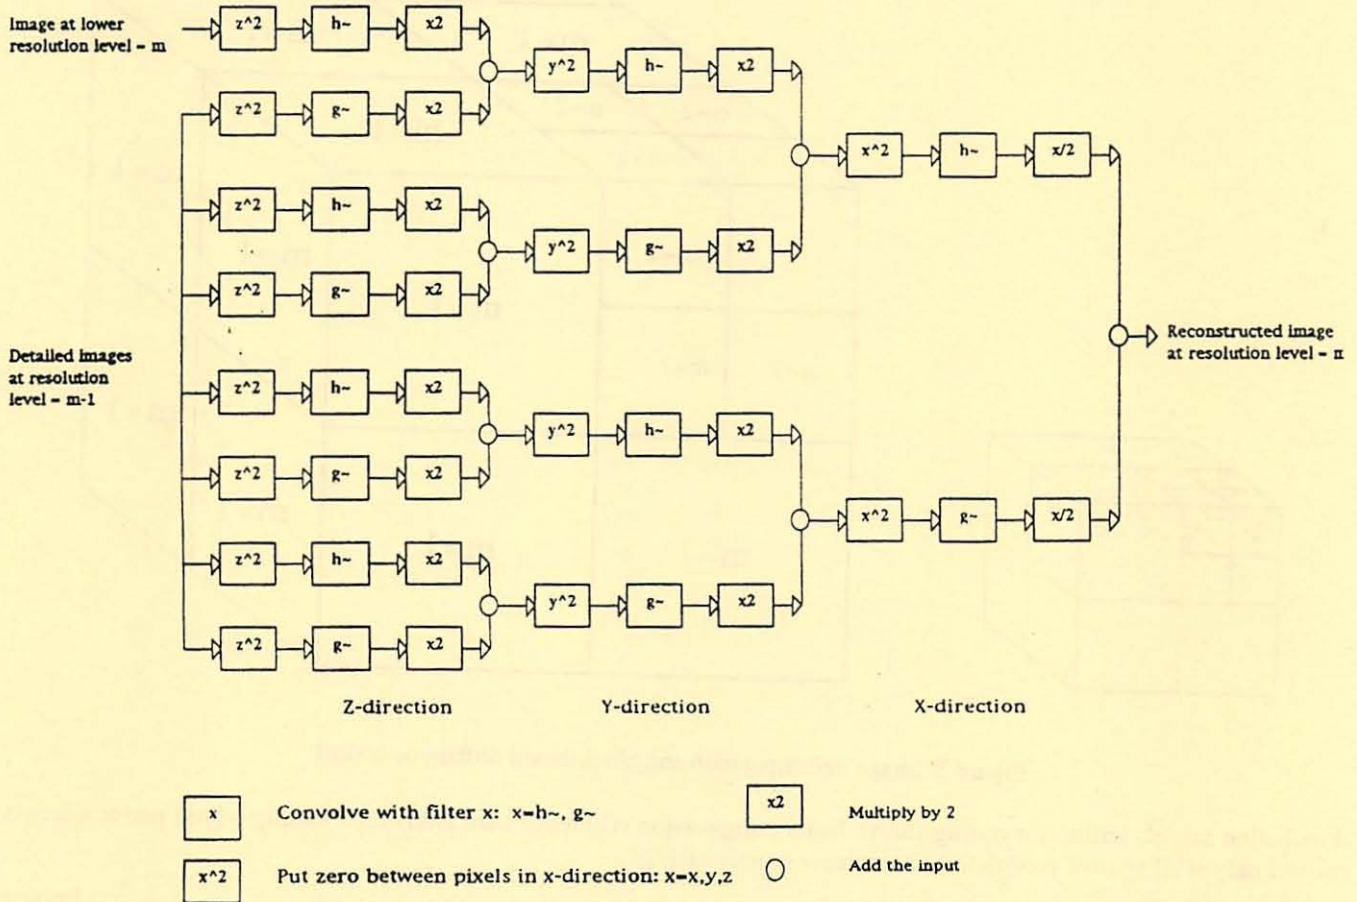 Image at lower
resolution level - m
z^2 h~ x2
y^2 h~ x2
z^2 g~ x2
x^2 h~ x/2
z^2 h~ x2
y^2 g~ x2
z^2 g~ x2
Reconstructed image
at resolution level - n
Detailed images
at resolution
level - m-1
z^2 h~ x2
y^2 h~ x2
z^2 g~ x2
x^2 g~ x/2
z^2 h~ x2
y^2 g~ x2
z^2 g~ x2
Z-direction Y-direction X-direction
x Convolve with filter x: x=h~, g~
x2 Multiply by 2
x^2 Put zero between pixels in x-direction: x=x,y,z
Add the input